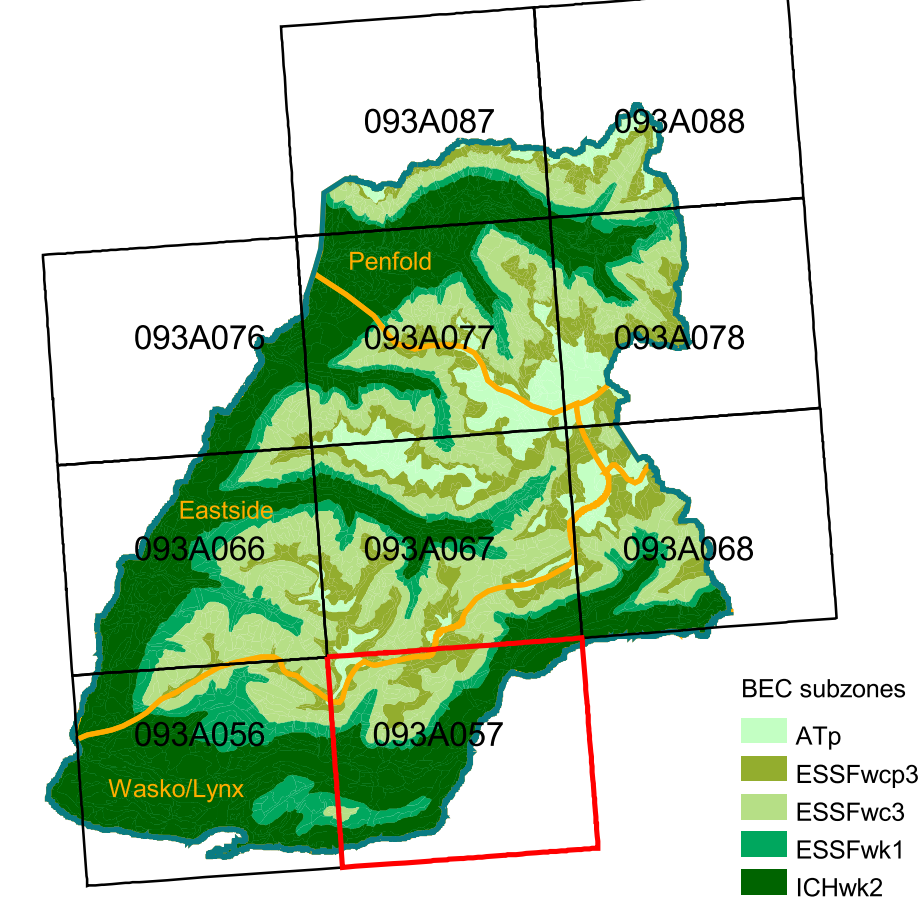 093A087
093A088
Penfold
093A076
093A077
093A078
Eastside
093A066
093A067
093A068
093A056
093A057
Wasko/Lynx
BEC subzones
ATp
ESSFwcp3
ESSFwc3
ESSFwk1
ICHwk2